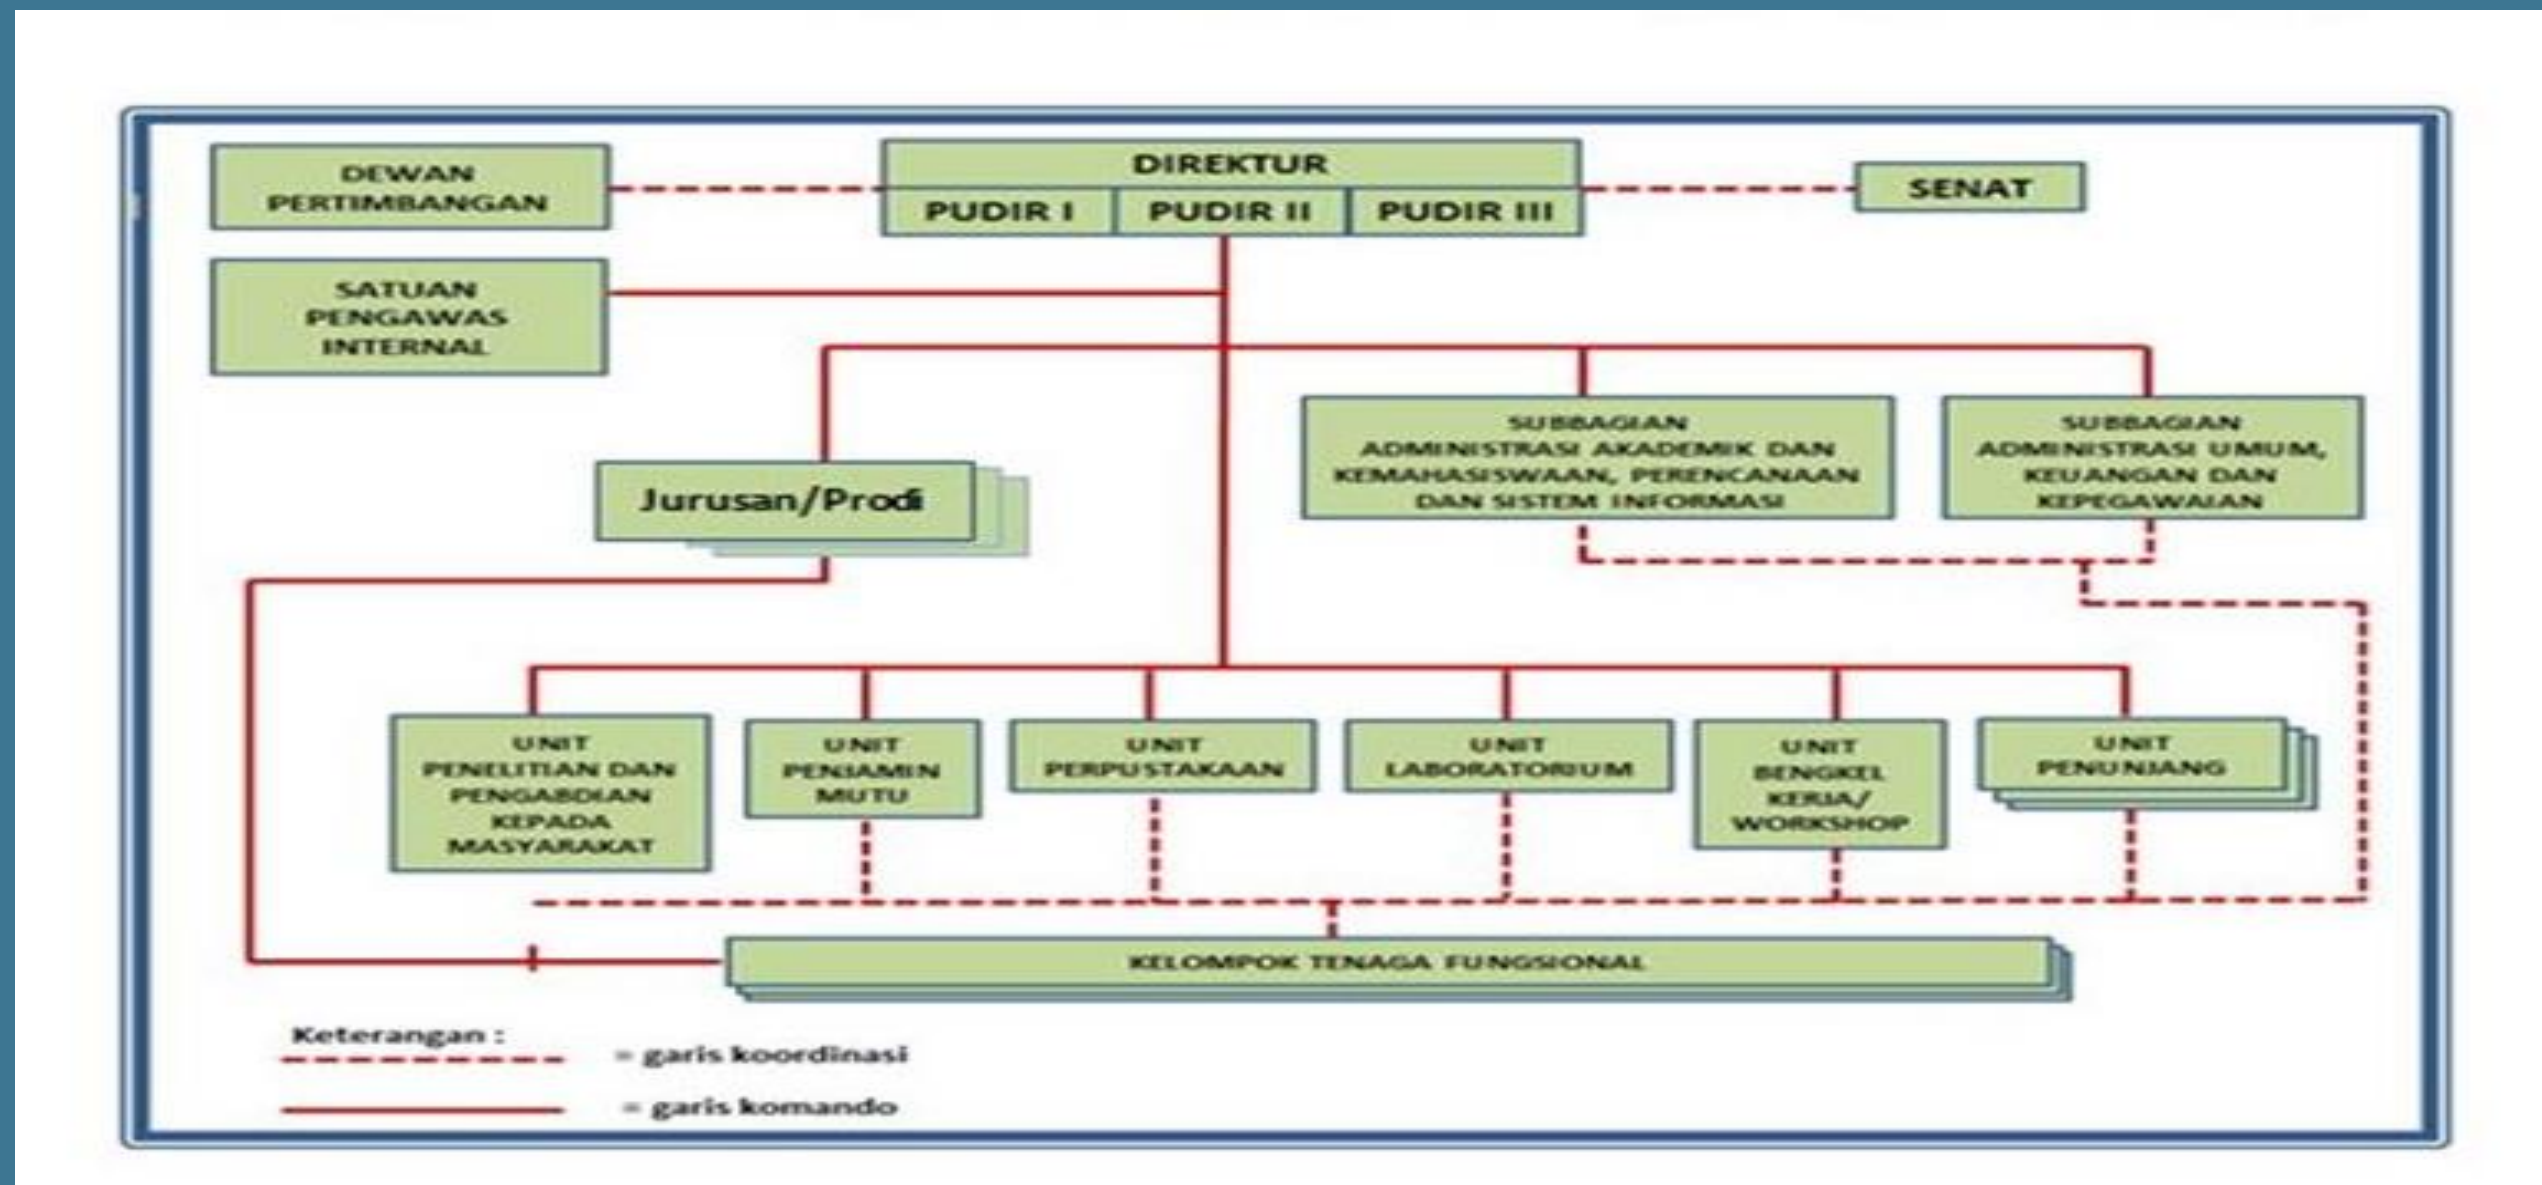 DEWAN
PERTIMBANGAN
DIREKTUR
PUDIR I
PUDIR II
PUDIR III
SENAT
SATUAN
PENGAWAS
INTERNAL
Jurusan/Prodi
SUBBAGIAN
ADMINISTRASI AKADEMIK DAN
KEMAHASISWAAN, PERENCANAAN
DAN SISTEM INFORMASI
SUBBAGIAN
ADMINISTRASI UMUM,
KEUANGAN DAN
KEPEGAWAIAN
UNIT
PENELITIAN DAN
PENGABDIAN
KEPADA
MASYARAKAT
UNIT
PENJAMIN
MUTU
UNIT
PERPUSTAKAAN
UNIT
LABORATORIUM
UNIT
BENGKEL
KERJA/
WORKSHOP
UNIT
PENUNJANG
KELOMPOK TENAGA FUNGSIONAL
Keterangan :
= garis koordinasi
= garis komando